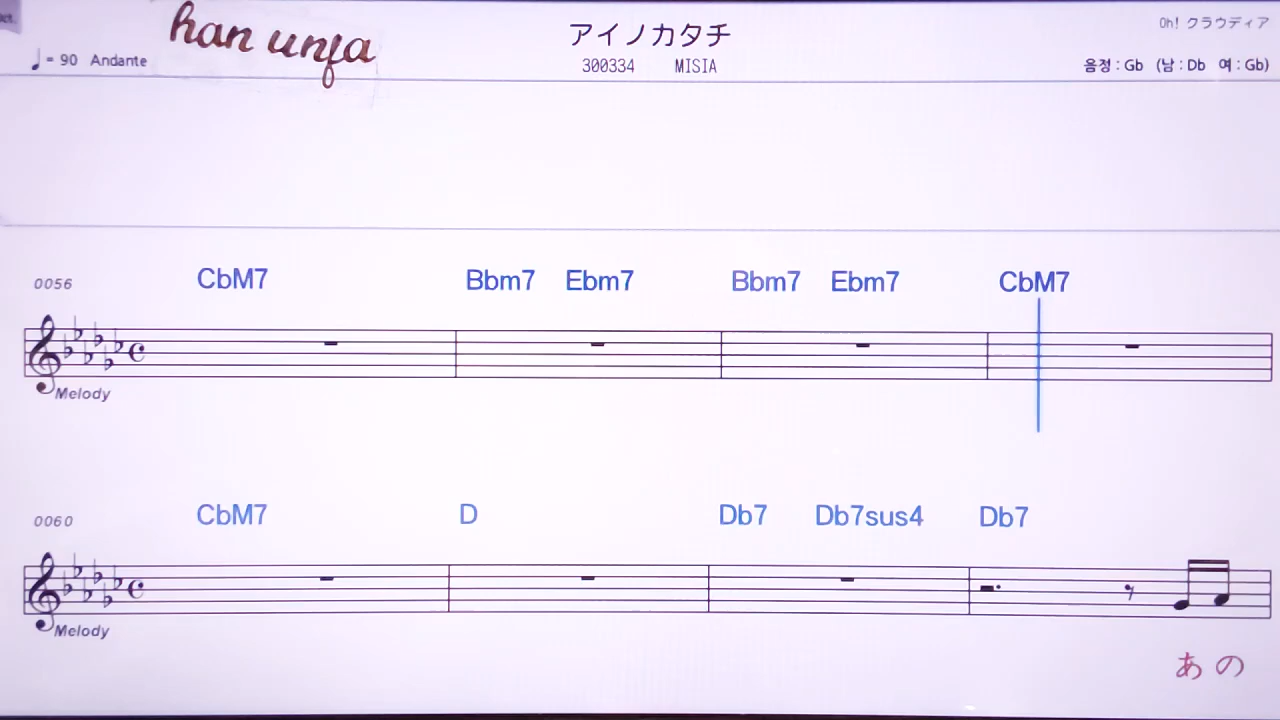 han unfa
アイノカタチ
Oh! クラウディア
♩ = 90 Andante
300334 MISIA
음정 : Gb (남 : Db 여 : Gb)
0056 CbM7 Bbm7 Ebm7 Bbm7 Ebm7 CbM7
Melody
0060 CbM7 D Db7 Db7sus4 Db7
Melody
あ の